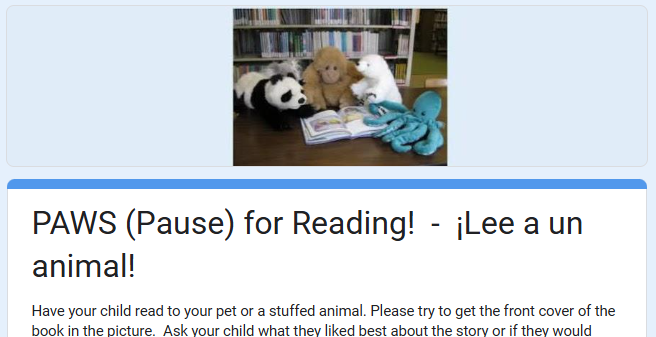 PAWS (Pause) for Reading!  -  ¡Lee a un
animal!
Have your child read to your pet or a stuffed animal. Please try to get the front cover of the
book in the picture.  Ask your child what they liked best about the story or if they would